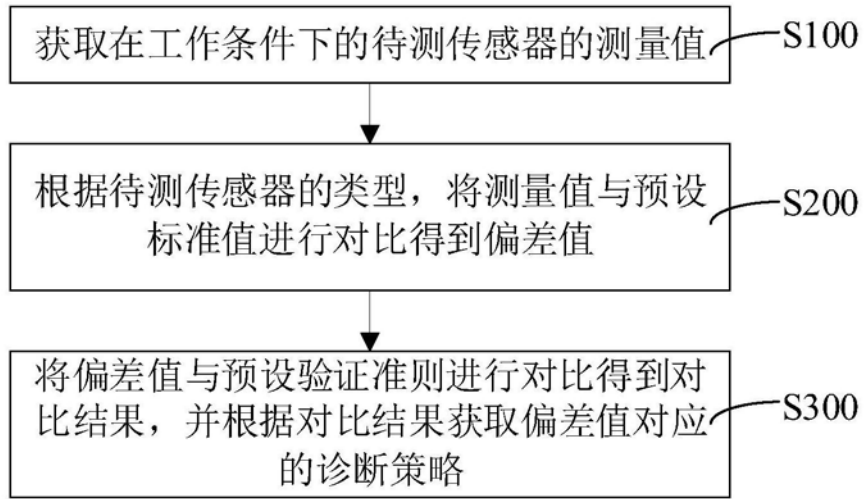 获取在工作条件下的待测传感器的测量值
S100
根据待测传感器的类型，将测量值与预设
标准值进行对比得到偏差值
S200
将偏差值与预设验证准则进行对比得到对
比结果，并根据对比结果获取偏差值对应
的诊断策略
S300